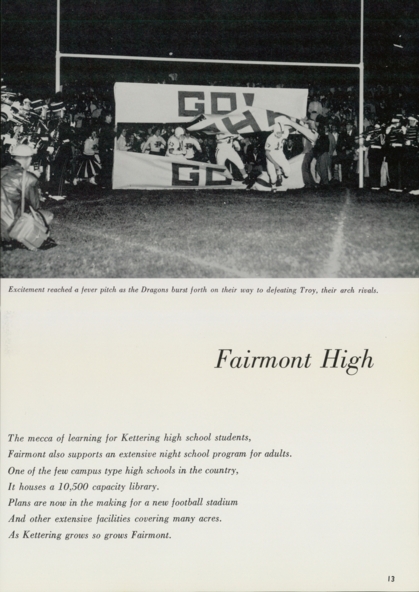 GO!
GO
Excitement reached a fever pitch as the Dragons burst forth on their way to defeating Troy, their arch rivals.
Fairmont High
The mecca of learning for Kettering high school students,
Fairmont also supports an extensive night school program for adults.
One of the few campus type high schools in the country,
It houses a 10,500 capacity library.
Plans are now in the making for a new football stadium
And other extensive facilities covering many acres.
As Kettering grows so grows Fairmont.
13